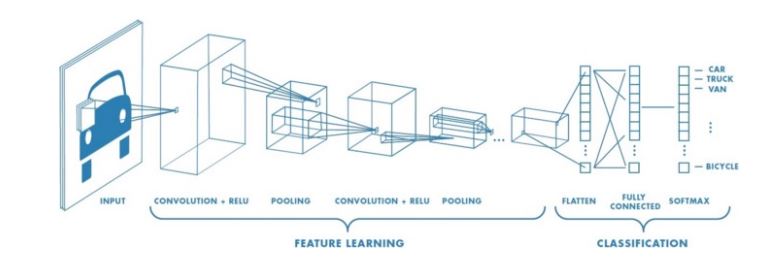 CAR
TRUCK
VAN
BICYCLE
INPUT
CONVOLUTION + RELU
POOLING
CONVOLUTION + RELU
POOLING
FLATTEN
FULLY
CONNECTED
SOFTMAX
FEATURE LEARNING
CLASSIFICATION